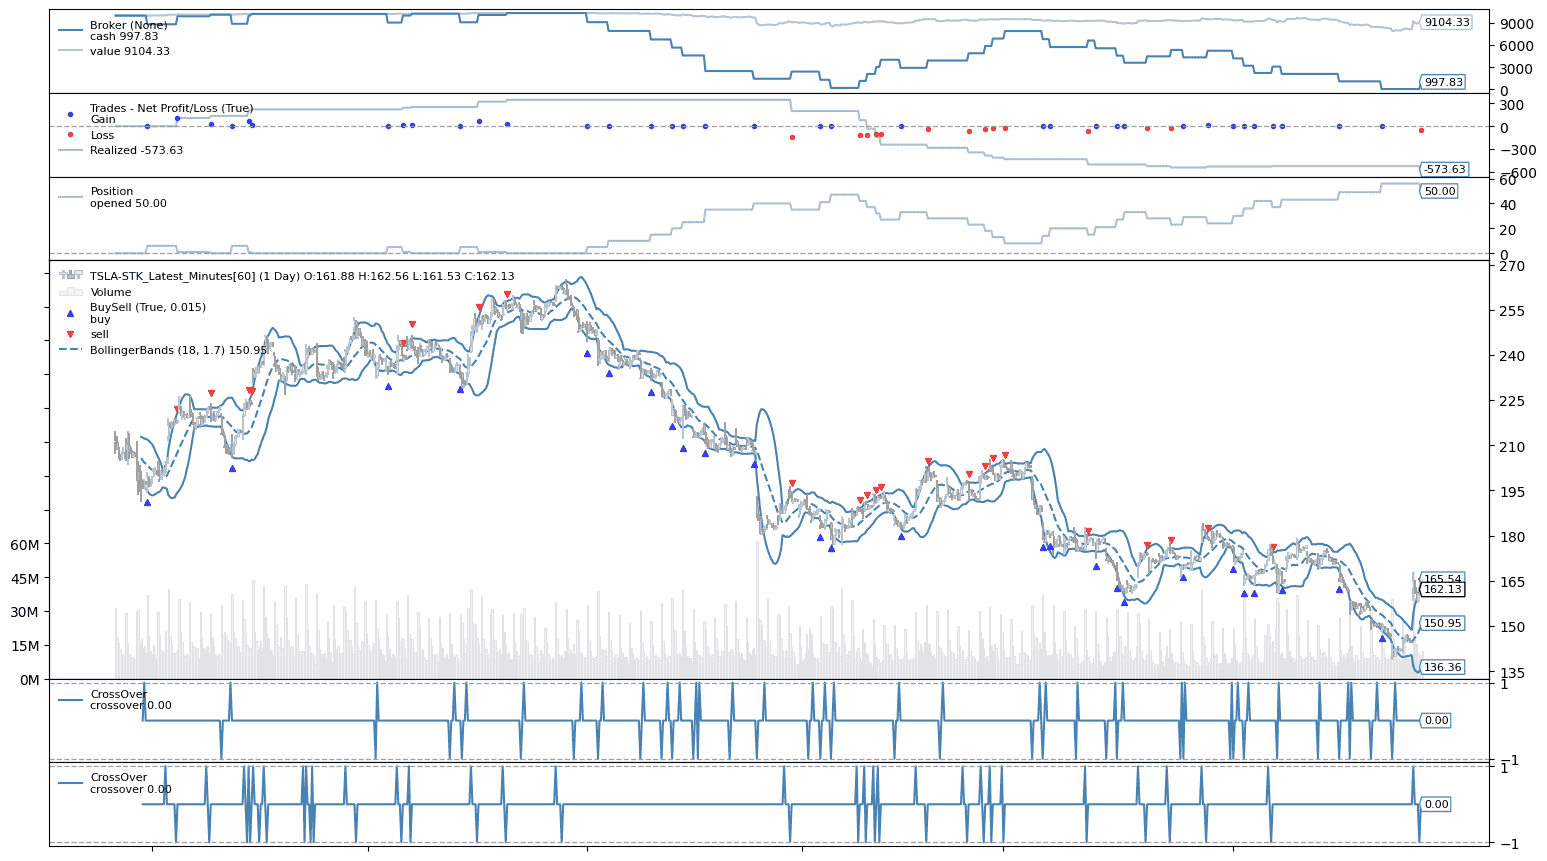 Broker (None)
cash 997.83
value 9104.33
9104.33
997.83
9000
6000
3000
0
Trades - Net Profit/Loss (True)
Gain
Loss
Realized -573.63
-573.63
300
0
−300
−600
Position
opened 50.00
50.00
60
40
20
0
TSLA-STK_Latest_Minutes[60] (1 Day) O:161.88 H:162.56 L:161.53 C:162.13
Volume
BuySell (True, 0.015)
buy
sell
BollingerBands (18, 1.7) 150.95
60M
45M
30M
15M
0M
270
255
240
225
210
195
180
165
150
135
165.54
162.13
150.95
136.36
CrossOver
crossover 0.00
0.00
1
−1
CrossOver
crossover 0.00
0.00
1
−1